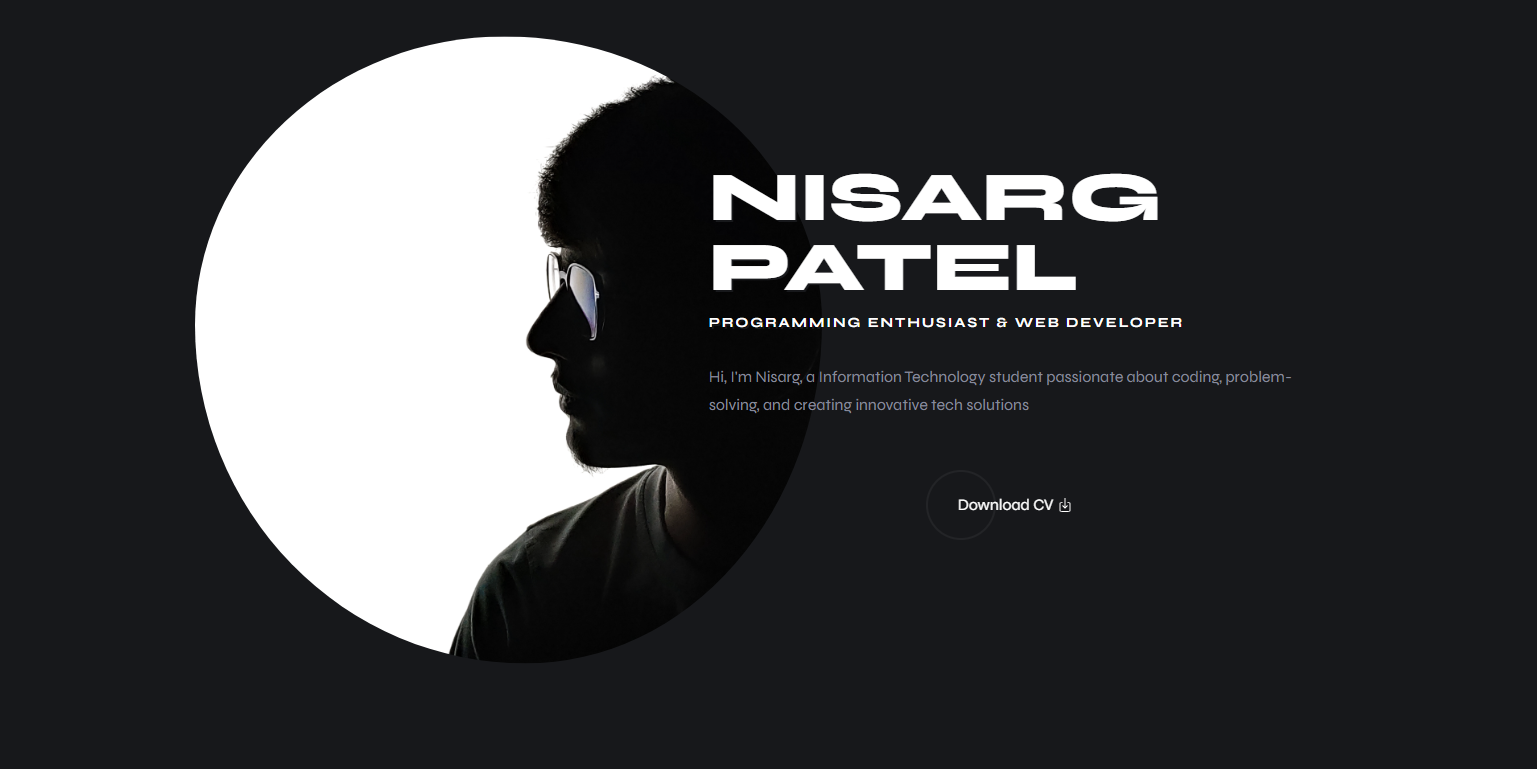 NISARG
PATEL
PROGRAMMING ENTHUSIAST & WEB DEVELOPER
Hi, I'm Nisarg, a Information Technology student passionate about coding, problem-
solving, and creating innovative tech solutions
Download CV